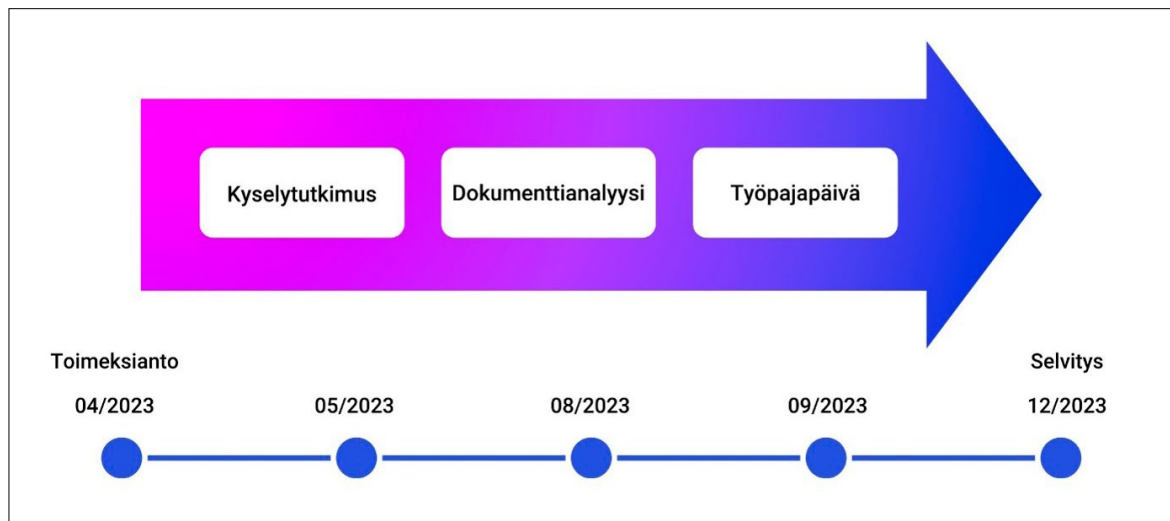 Kyselytutkimus
Dokumenttianalyysi
Työpajapäivä
Toimeksianto
Selvitys
04/2023
05/2023
08/2023
09/2023
12/2023